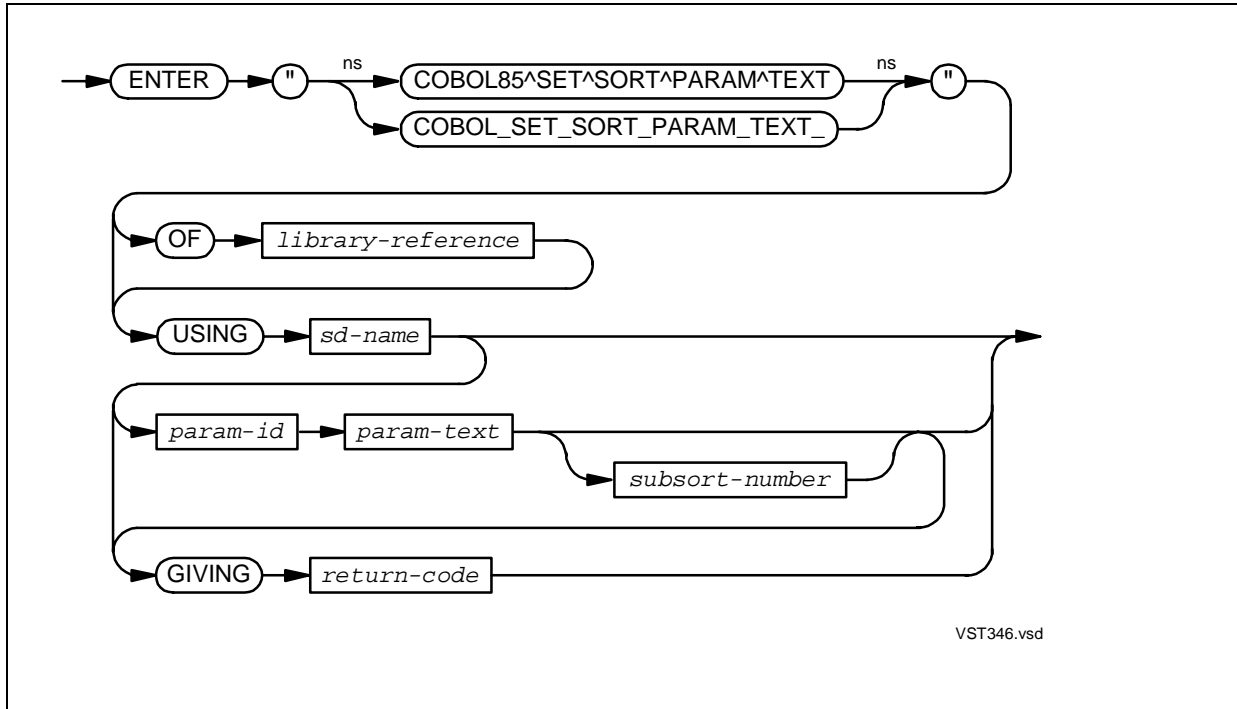 ns ns
ENTER " COBOL85^SET^SORT^PARAM^TEXT "
COBOL_SET_SORT_PARAM_TEXT_
OF library-reference
USING sd-name
param-id param-text
subsort-number
GIVING return-code
VST346.vsd